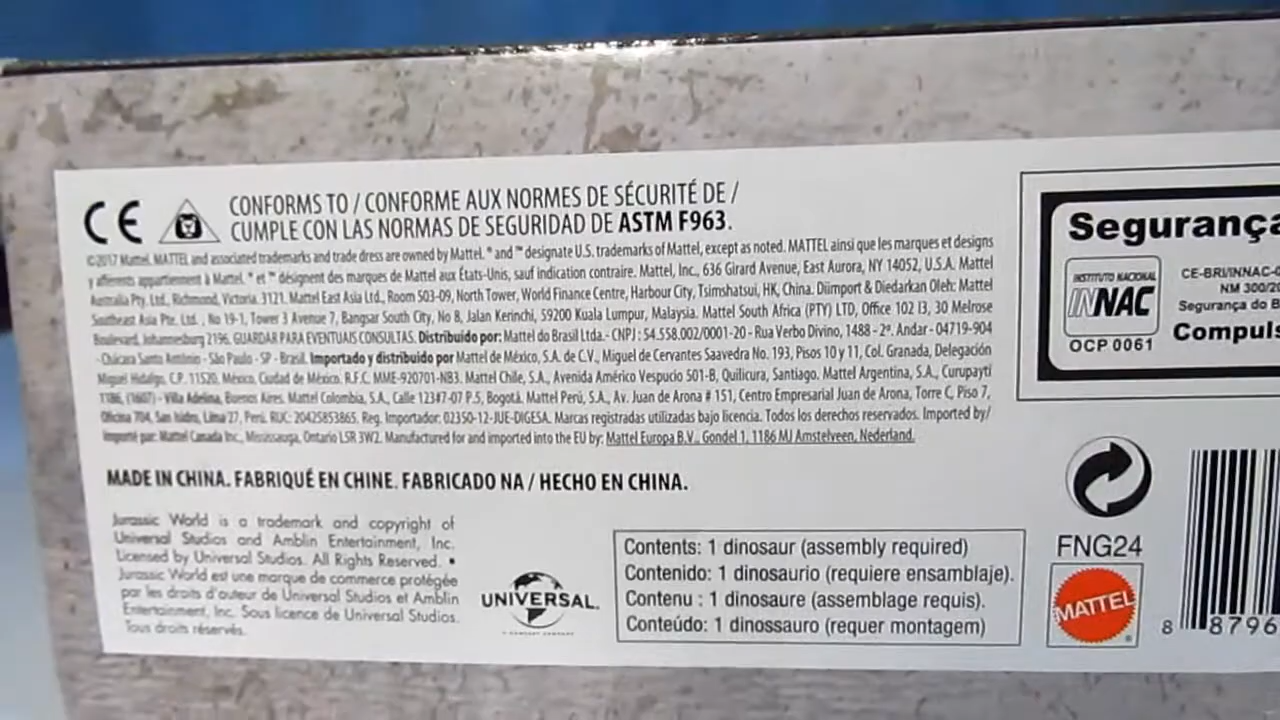 CE
CONFORMS TO / CONFORME AUX NORMES DE SÉCURITÉ DE /
CUMPLE CON LAS NORMAS DE SEGURIDAD DE ASTM F963.
©2017 Mattel. MATTEL and associated trademarks and trade dress are owned by Mattel. ® and ™ designate U.S. trademarks of Mattel, except as noted. MATTEL ainsi que les marques et designs
y afférents appartiennent à Mattel. ® et ™ désignent des marques de Mattel aux États-Unis, sauf indication contraire. Mattel, Inc., 636 Girard Avenue, East Aurora, NY 14052, U.S.A. Mattel
Australia Pty. Ltd., Richmond, Victoria. 3121. Mattel East Asia Ltd., Room 503-09, North Tower, World Finance Centre, Harbour City, Tsimshatsui, HK, China. Diimport & Diedarkan Oleh: Mattel
Southeast Asia Pte. Ltd. , No 19-1, Tower 3 Avenue 7, Bangsar South City, No 8, Jalan Kerinchi, 59200 Kuala Lumpur, Malaysia. Mattel South Africa (PTY) LTD, Office 102 I3, 30 Melrose
Boulevard, Johannesburg 2196. GUARDAR PARA EVENTUAIS CONSULTAS. Distribuido por: Mattel do Brasil Ltda.- CNPJ : 54.558.002/0001-20 - Rua Verbo Divino, 1488 - 2º. Andar - 04719-904
- Chácara Santo Antônio - São Paulo - SP - Brasil. Importado y distribuido por Mattel de México, S.A. de C.V., Miguel de Cervantes Saavedra No. 193, Pisos 10 y 11, Col. Granada, Delegación
Miguel Hidalgo, C.P. 11520, México, Ciudad de México. R.F.C. MME-920701-NB3. Mattel Chile, S.A., Avenida Américo Vespucio 501-B, Quilicura, Santiago. Mattel Argentina, S.A., Curupaytí
1186, (1607) - Villa Adelina, Buenos Aires. Mattel Colombia, S.A., Calle 123#7-07 P.5, Bogotá. Mattel Perú, S.A., Av. Juan de Arona # 151, Centro Empresarial Juan de Arona, Torre C, Piso 7,
Oficina 704, San Isidro, Lima 27, Perú. RUC: 20425853865. Reg. Importador: 02350-12-JUE-DIGESA. Marcas registradas utilizadas bajo licencia. Todos los derechos reservados. Imported by/
Importé par: Mattel Canada Inc., Mississauga, Ontario L5R 3W2. Manufactured for and imported into the EU by: Mattel Europa B.V., Gondel 1, 1186 MJ Amstelveen, Nederland.
MADE IN CHINA. FABRIQUÉ EN CHINE. FABRICADO NA / HECHO EN CHINA.
Jurassic World is a trademark and copyright of
Universal Studios and Amblin Entertainment, Inc.
Licensed by Universal Studios. All Rights Reserved. •
Jurassic World est une marque de commerce protégée
par les droits d'auteur de Universal Studios et Amblin
Entertainment, Inc. Sous licence de Universal Studios.
Tous droits réservés.
UNIVERSAL
Contents: 1 dinosaur (assembly required)
Contenido: 1 dinosaurio (requiere ensamblaje).
Contenu : 1 dinosaure (assemblage requis).
Conteúdo: 1 dinossauro (requer montagem)
Segurança
INSTITUTO NACIONAL
INNAC
OCP 0061
CE-BRI/INNAC-
NM 300/20
Segurança do B
Compuls
FNG24
MATTEL
8 8796